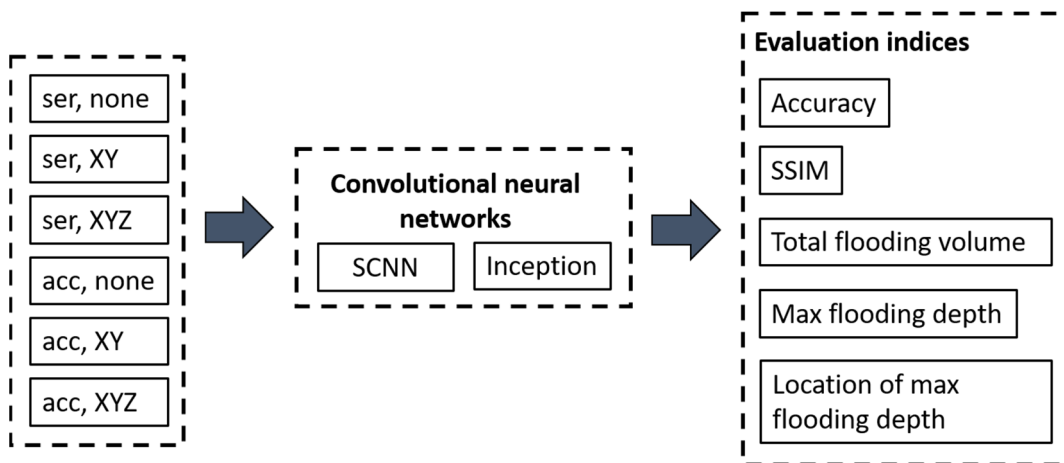 ser, none
ser, XY
ser, XYZ
acc, none
acc, XY
acc, XYZ
Convolutional neural
networks
SCNN
Inception
Evaluation indices
Accuracy
SSIM
Total flooding volume
Max flooding depth
Location of max
flooding depth